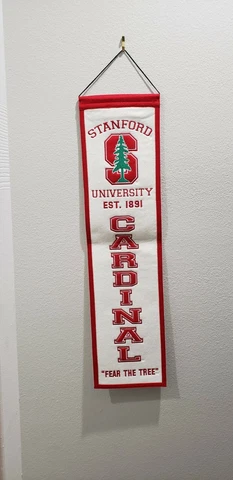 STANFORD
S
UNIVERSITY
EST. 1891
CARDINAL
"FEAR THE TREE"